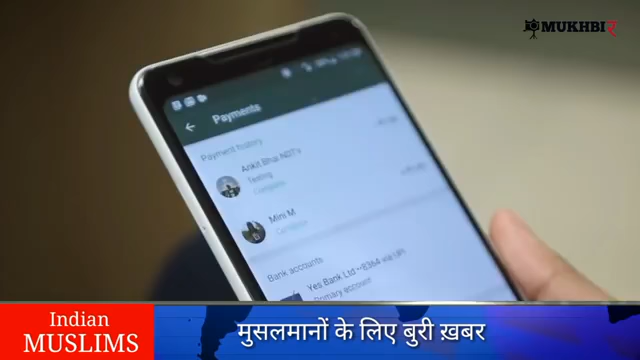 MUKHBIर
Payments
Payment history
Ankit Bhai NDTV
Testing
Complete
Mini M
Complete
Bank accounts
Yes Bank Ltd
Primary account
Indian
MUSLIMS
मुसलमानों के लिए बुरी ख़बर